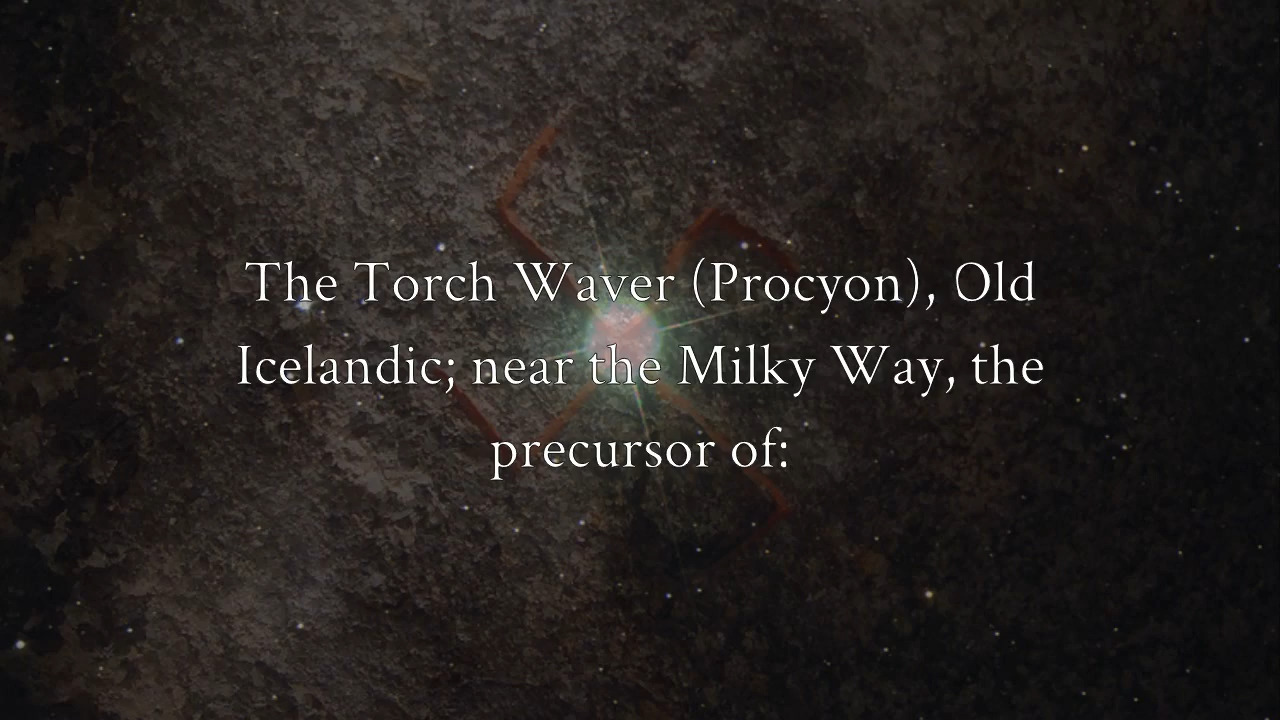 The Torch Waver (Procyon), Old
Icelandic; near the Milky Way, the
precursor of: